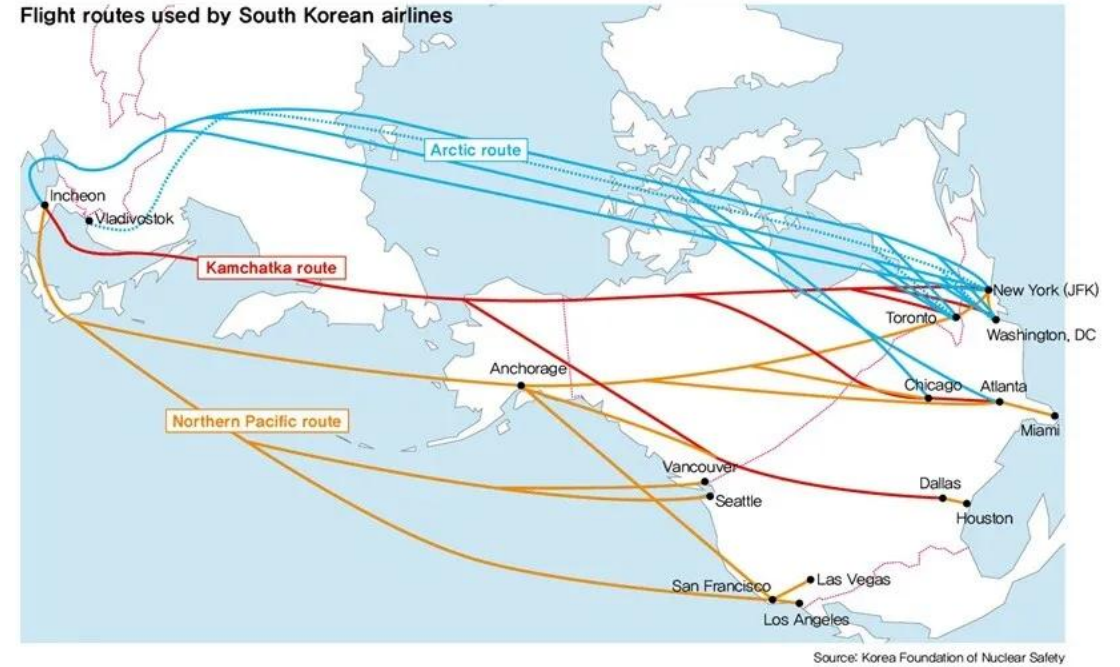 Flight routes used by South Korean airlines
Arctic route
Incheon
Vladivostok
Kamchatka route
New York (JFK)
Toronto
Washington, DC
Anchorage
Chicago
Atlanta
Northern Pacific route
Miami
Vancouver
Dallas
Seattle
Houston
San Francisco
Las Vegas
Los Angeles
Source: Korea Foundation of Nuclear Safety